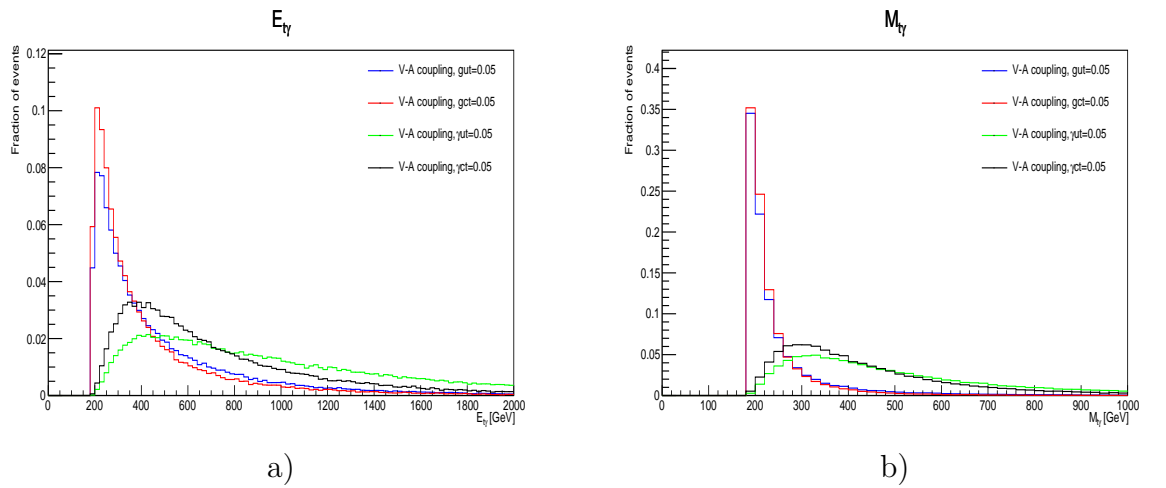 E_tγ
Fraction of events
0.12
0.1
0.08
0.06
0.04
0.02
0
V-A coupling, gut=0.05
V-A coupling, gct=0.05
V-A coupling, γut=0.05
V-A coupling, γct=0.05
0 200 400 600 800 1000 1200 1400 1600 1800 2000
E_tγ [GeV]
a)
M_tγ
Fraction of events
0.4
0.35
0.3
0.25
0.2
0.15
0.1
0.05
0
V-A coupling, gut=0.05
V-A coupling, gct=0.05
V-A coupling, γut=0.05
V-A coupling, γct=0.05
0 100 200 300 400 500 600 700 800 900 1000
M_tγ [GeV]
b)